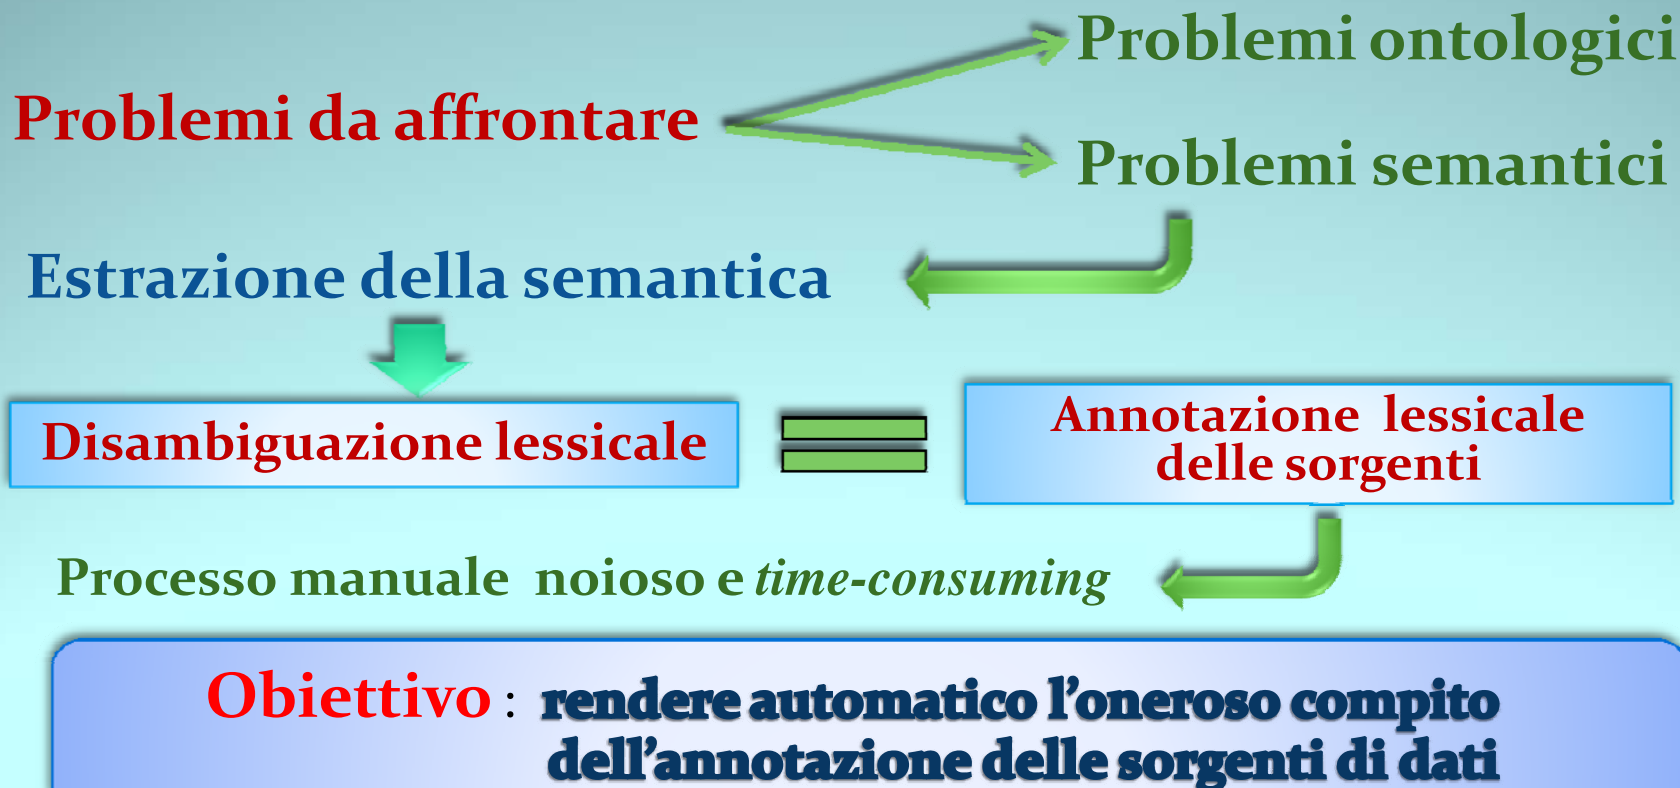 Problemi ontologici
Problemi da affrontare
Problemi semantici
Estrazione della semantica
Disambiguazione lessicale
Annotazione lessicale
delle sorgenti
Processo manuale noioso e time-consuming
Obiettivo : rendere automatico l’oneroso compito
dell’annotazione delle sorgenti di dati